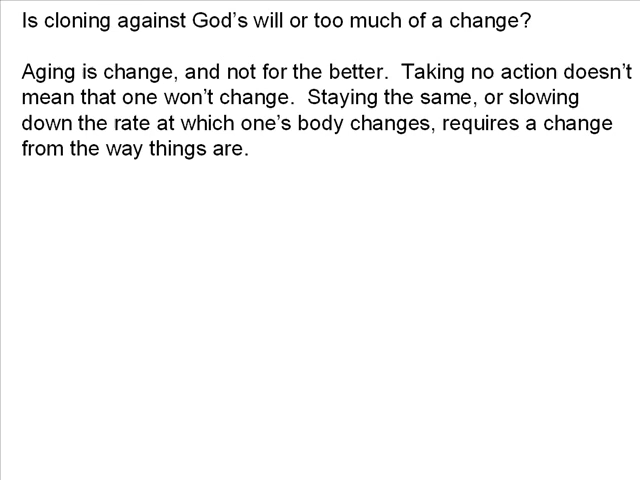 Is cloning against God’s will or too much of a change?
Aging is change, and not for the better.  Taking no action doesn’t
mean that one won’t change.  Staying the same, or slowing
down the rate at which one’s body changes, requires a change
from the way things are.